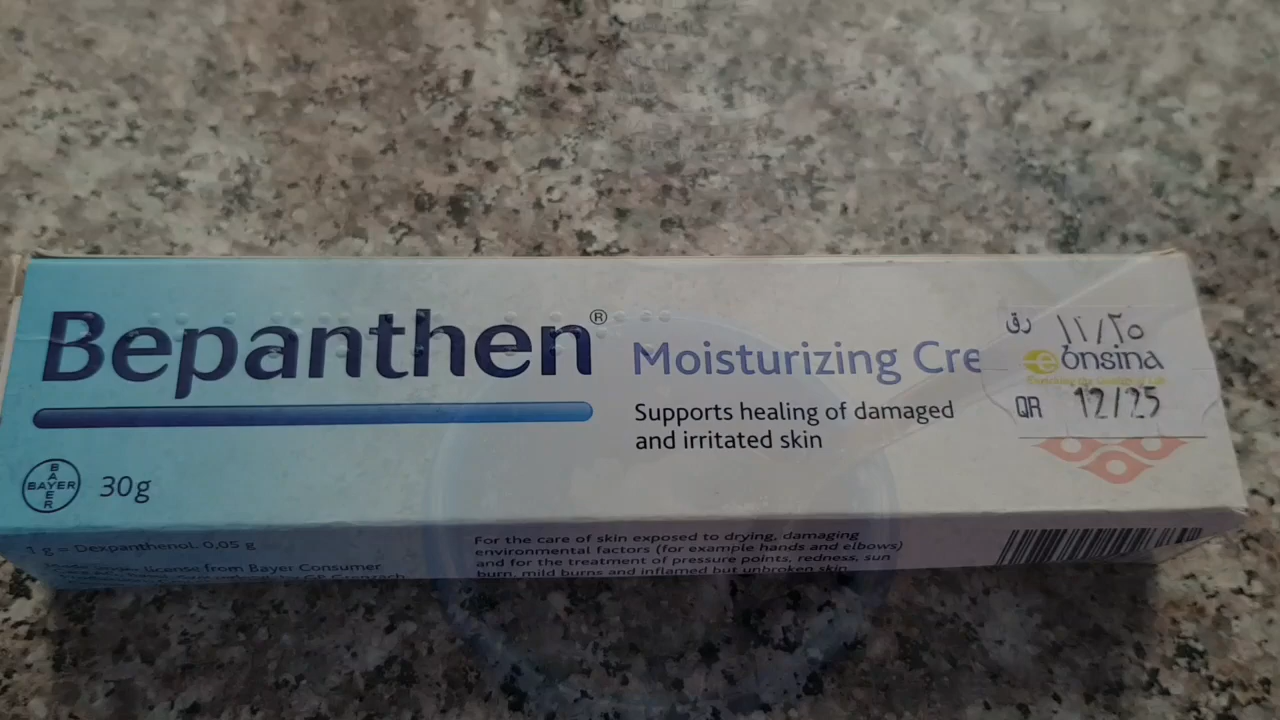 Bepanthen®
Moisturizing Cre
Supports healing of damaged
and irritated skin
BAYER
BAYER
30g
رق
onsina
QR 12/25
1 g = Dexpanthenol. 0,05 g
license from Bayer Consumer
For the care of skin exposed to drying, damaging
environmental factors (for example hands and elbows)
and for the treatment of pressure points, redness, sun
burn, mild burns and inflamed but unbroken skin